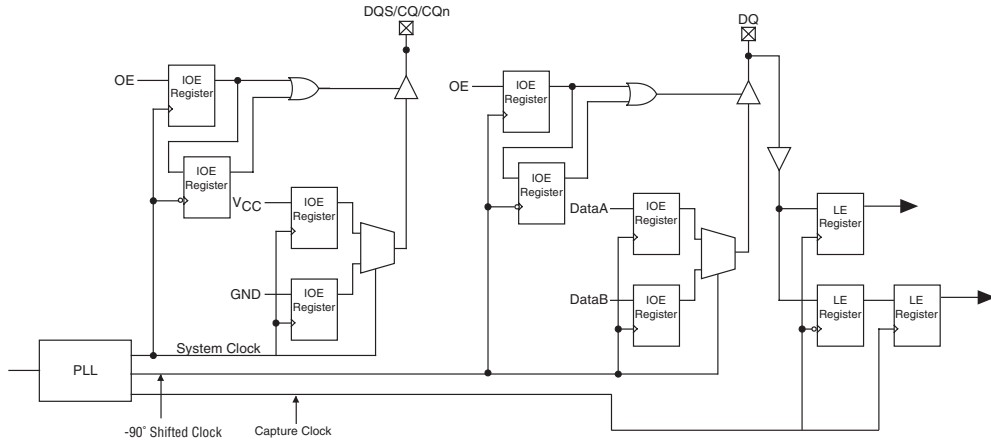 DQS/CQ/CQn
DQ
OE
IOE
Register
OE
IOE
Register
IOE
Register
IOE
Register
VCC
IOE
Register
DataA
IOE
Register
LE
Register
GND
IOE
Register
DataB
IOE
Register
LE
Register
LE
Register
System Clock
PLL
-90° Shifted Clock
Capture Clock